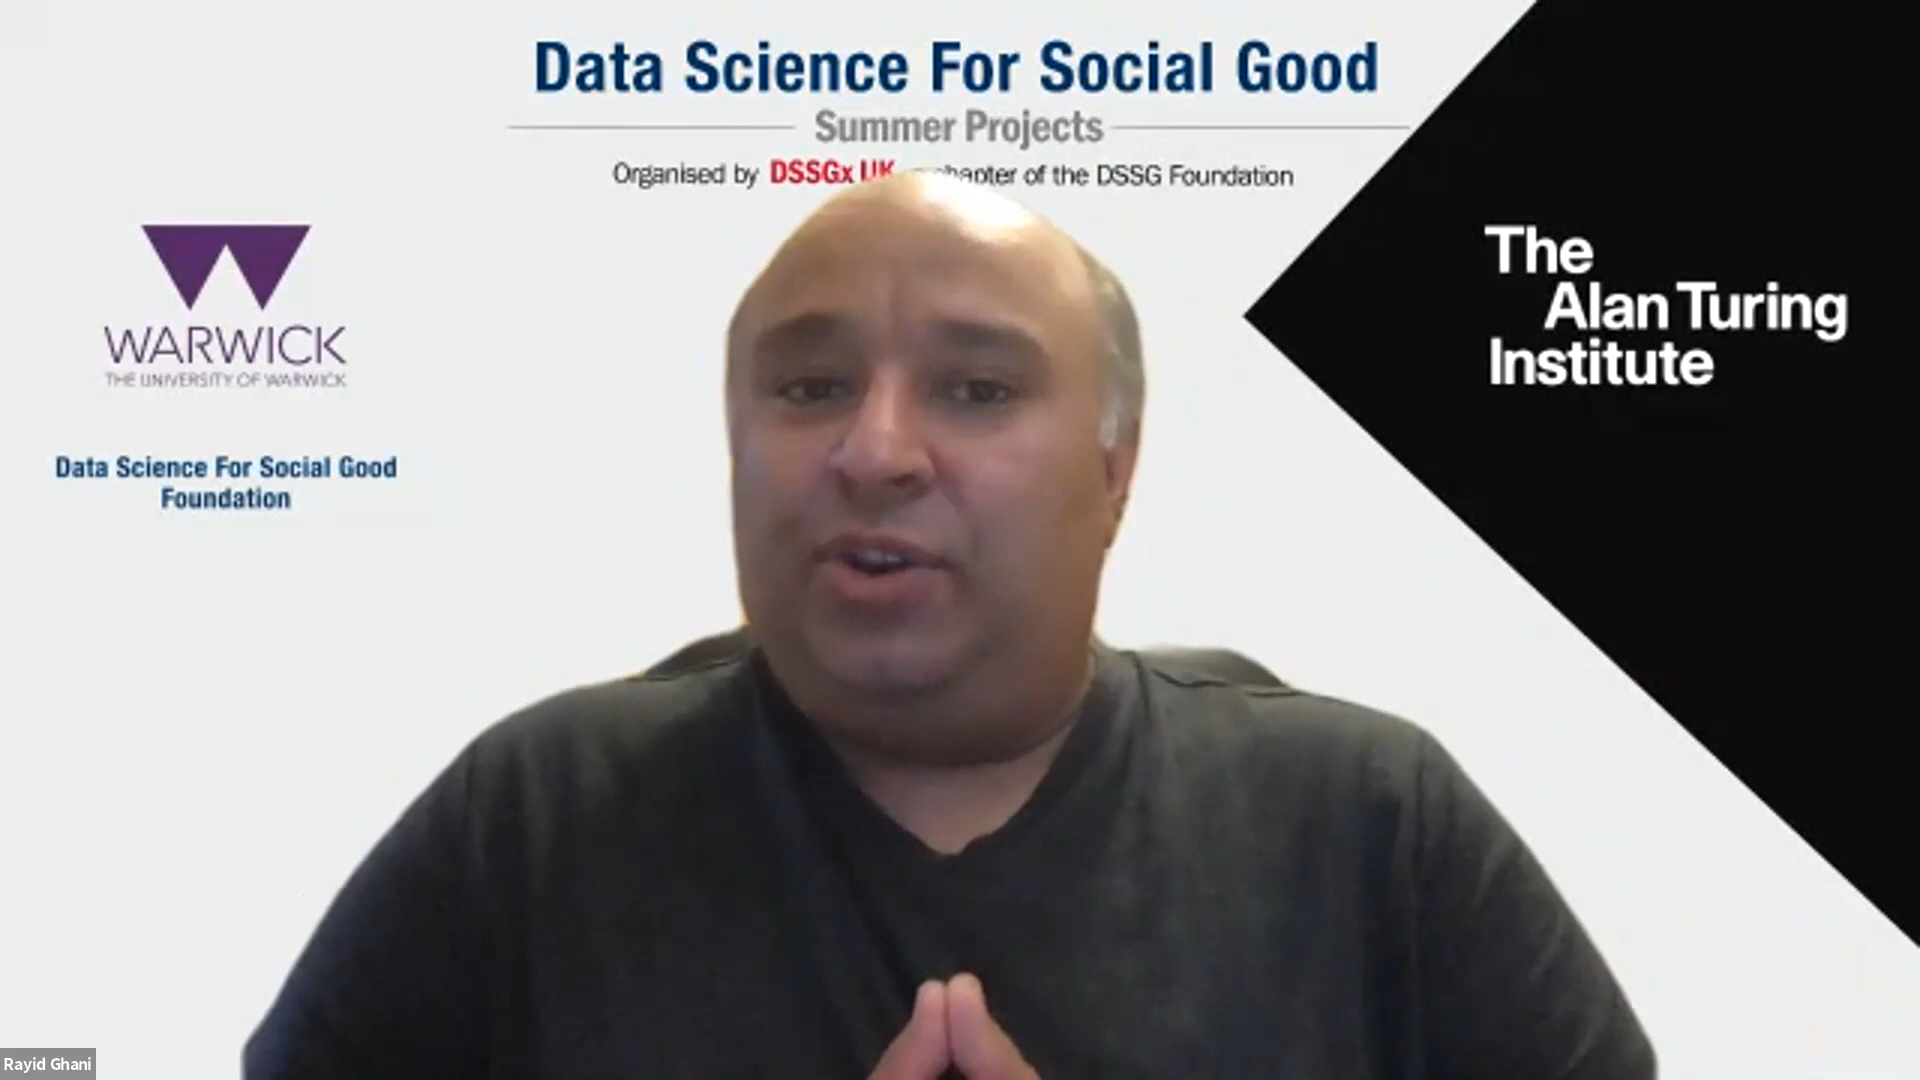 Data Science For Social Good
Summer Projects
Organised by DSSGx UK chapter of the DSSG Foundation
WARWICK
THE UNIVERSITY OF WARWICK
Data Science For Social Good
Foundation
The
Alan Turing
Institute
Rayid Ghani